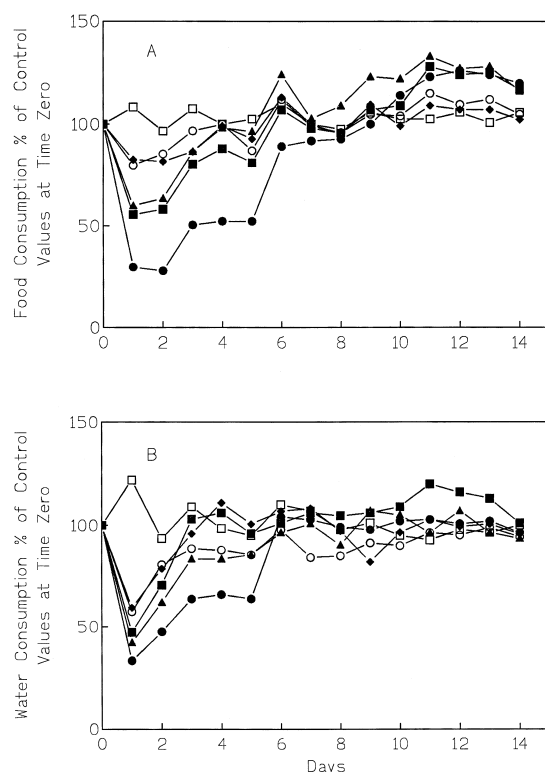 150
A
100
50
0
Food Consumption % of Control
Values at Time Zero
0 2 4 6 8 10 12 14
150
B
100
50
0
Water Consumption % of Control
Values at Time Zero
0 2 4 6 8 10 12 14
Days